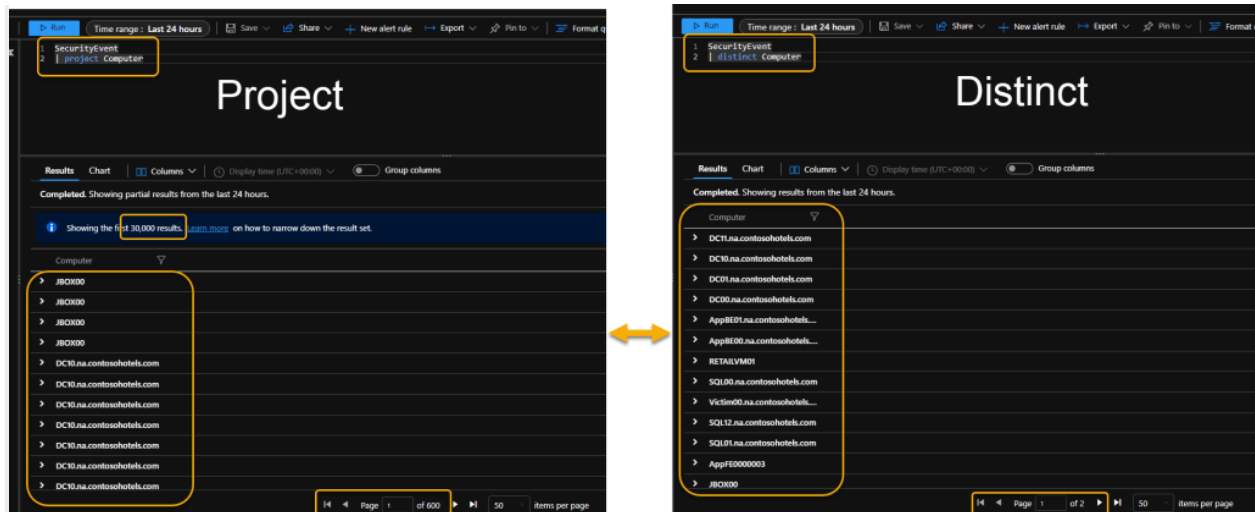 Run Time range : Last 24 hours Save Share New alert rule Export Pin to Format q
1 SecurityEvent
2 | project Computer
Project
Results Chart Columns Display time (UTC+00:00) Group columns
Completed. Showing partial results from the last 24 hours.
Showing the first 30,000 results. Learn more on how to narrow down the result set.
Computer
JBOX00
JBOX00
JBOX00
JBOX00
DC10.na.contosohotels.com
DC10.na.contosohotels.com
DC10.na.contosohotels.com
DC10.na.contosohotels.com
DC10.na.contosohotels.com
DC10.na.contosohotels.com
DC10.na.contosohotels.com
Page 1 of 600 50 items per page
Run Time range : Last 24 hours Save Share New alert rule Export Pin to Format
1 SecurityEvent
2 | distinct Computer
Distinct
Results Chart Columns Display time (UTC+00:00) Group columns
Completed. Showing results from the last 24 hours.
Computer
DC11.na.contosohotels.com
DC10.na.contosohotels.com
DC01.na.contosohotels.com
DC00.na.contosohotels.com
AppBE01.na.contosohotels....
AppBE00.na.contosohotels....
RETAILVM01
SQL00.na.contosohotels.com
Victim00.na.contosohotels....
SQL12.na.contosohotels.com
SQL01.na.contosohotels.com
AppFE0000003
JBOX00
Page 1 of 2 50 items per page